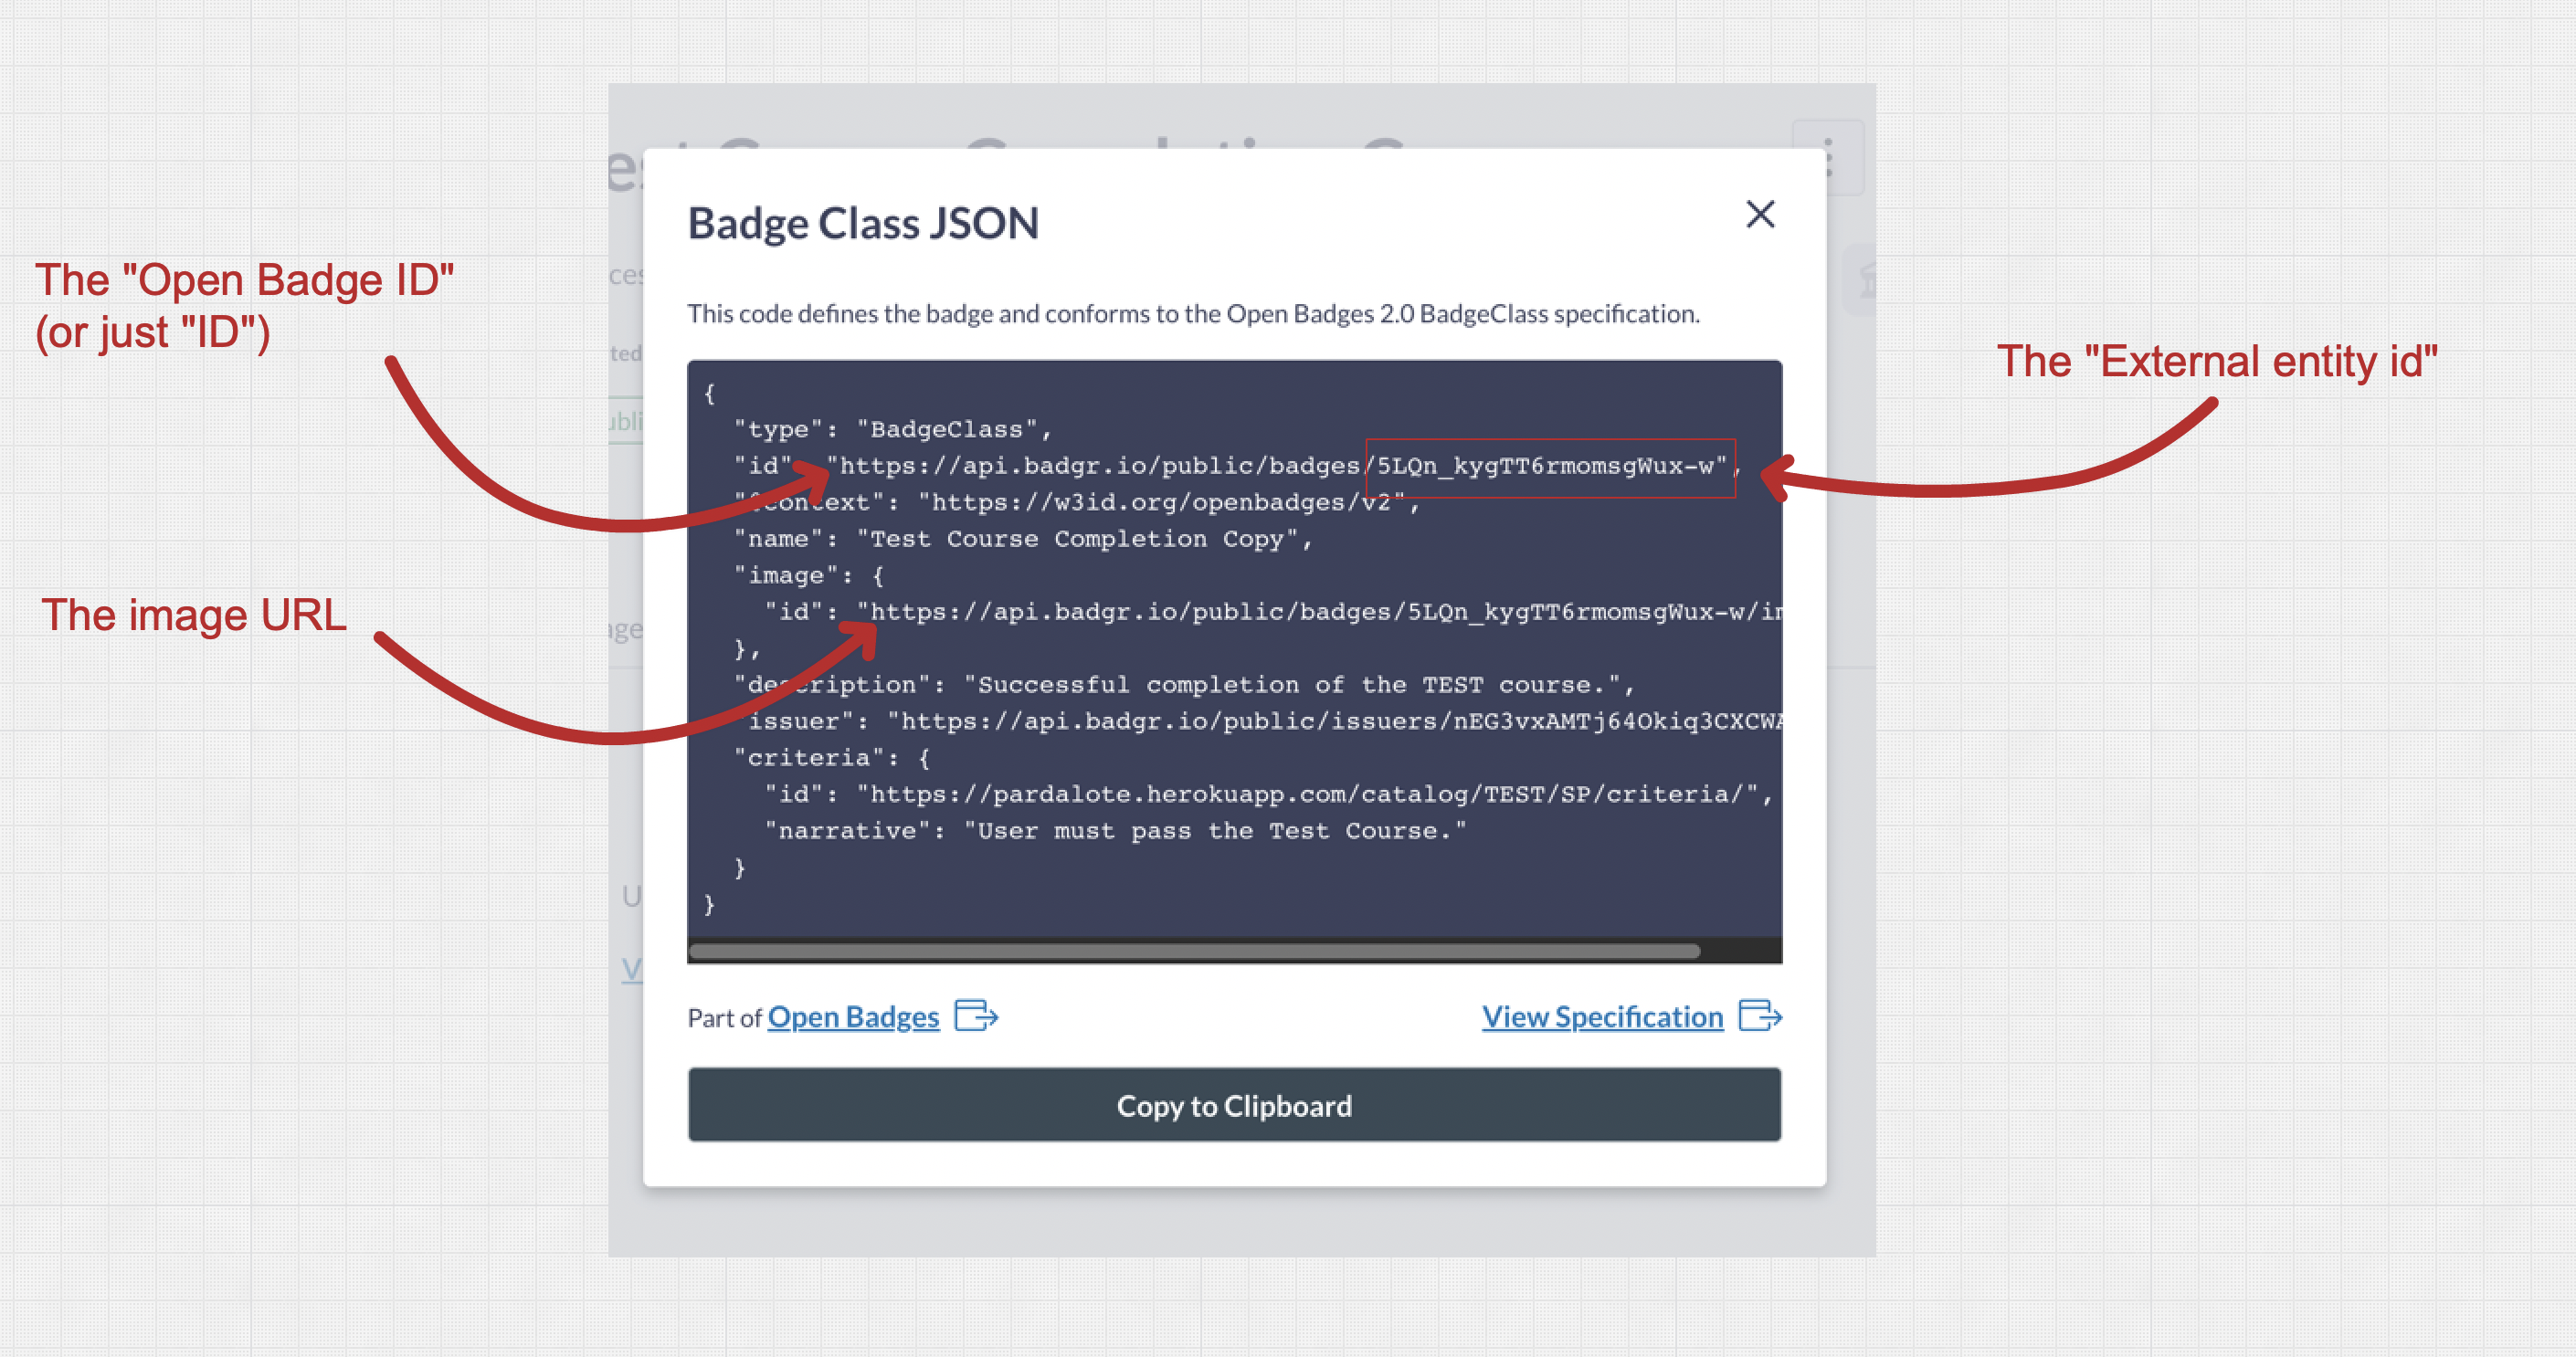 Badge Class JSON
The "Open Badge ID"
(or just "ID")
This code defines the badge and conforms to the Open Badges 2.0 BadgeClass specification.
The "External entity id"
{
"type": "BadgeClass",
"id": "https://api.badgr.io/public/badges/5LQn_kygTT6rmomsgWux-w",
"@context": "https://w3id.org/openbadges/v2",
"name": "Test Course Completion Copy",
"image": {
"id": "https://api.badgr.io/public/badges/5LQn_kygTT6rmomsgWux-w/i
The image URL
},
"description": "Successful completion of the TEST course.",
"issuer": "https://api.badgr.io/public/issuers/nEG3vxAMTj64Okiq3CXCWA
"criteria": {
"id": "https://pardalote.herokuapp.com/catalog/TEST/SP/criteria/",
"narrative": "User must pass the Test Course."
}
}
Part of Open Badges
View Specification
Copy to Clipboard